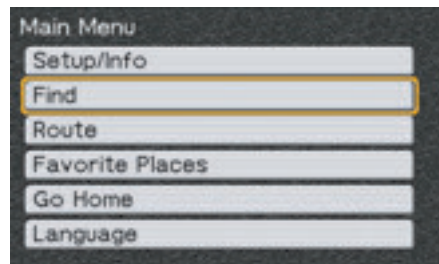 Main Menu
Setup/Info
Find
Route
Favorite Places
Go Home
Language